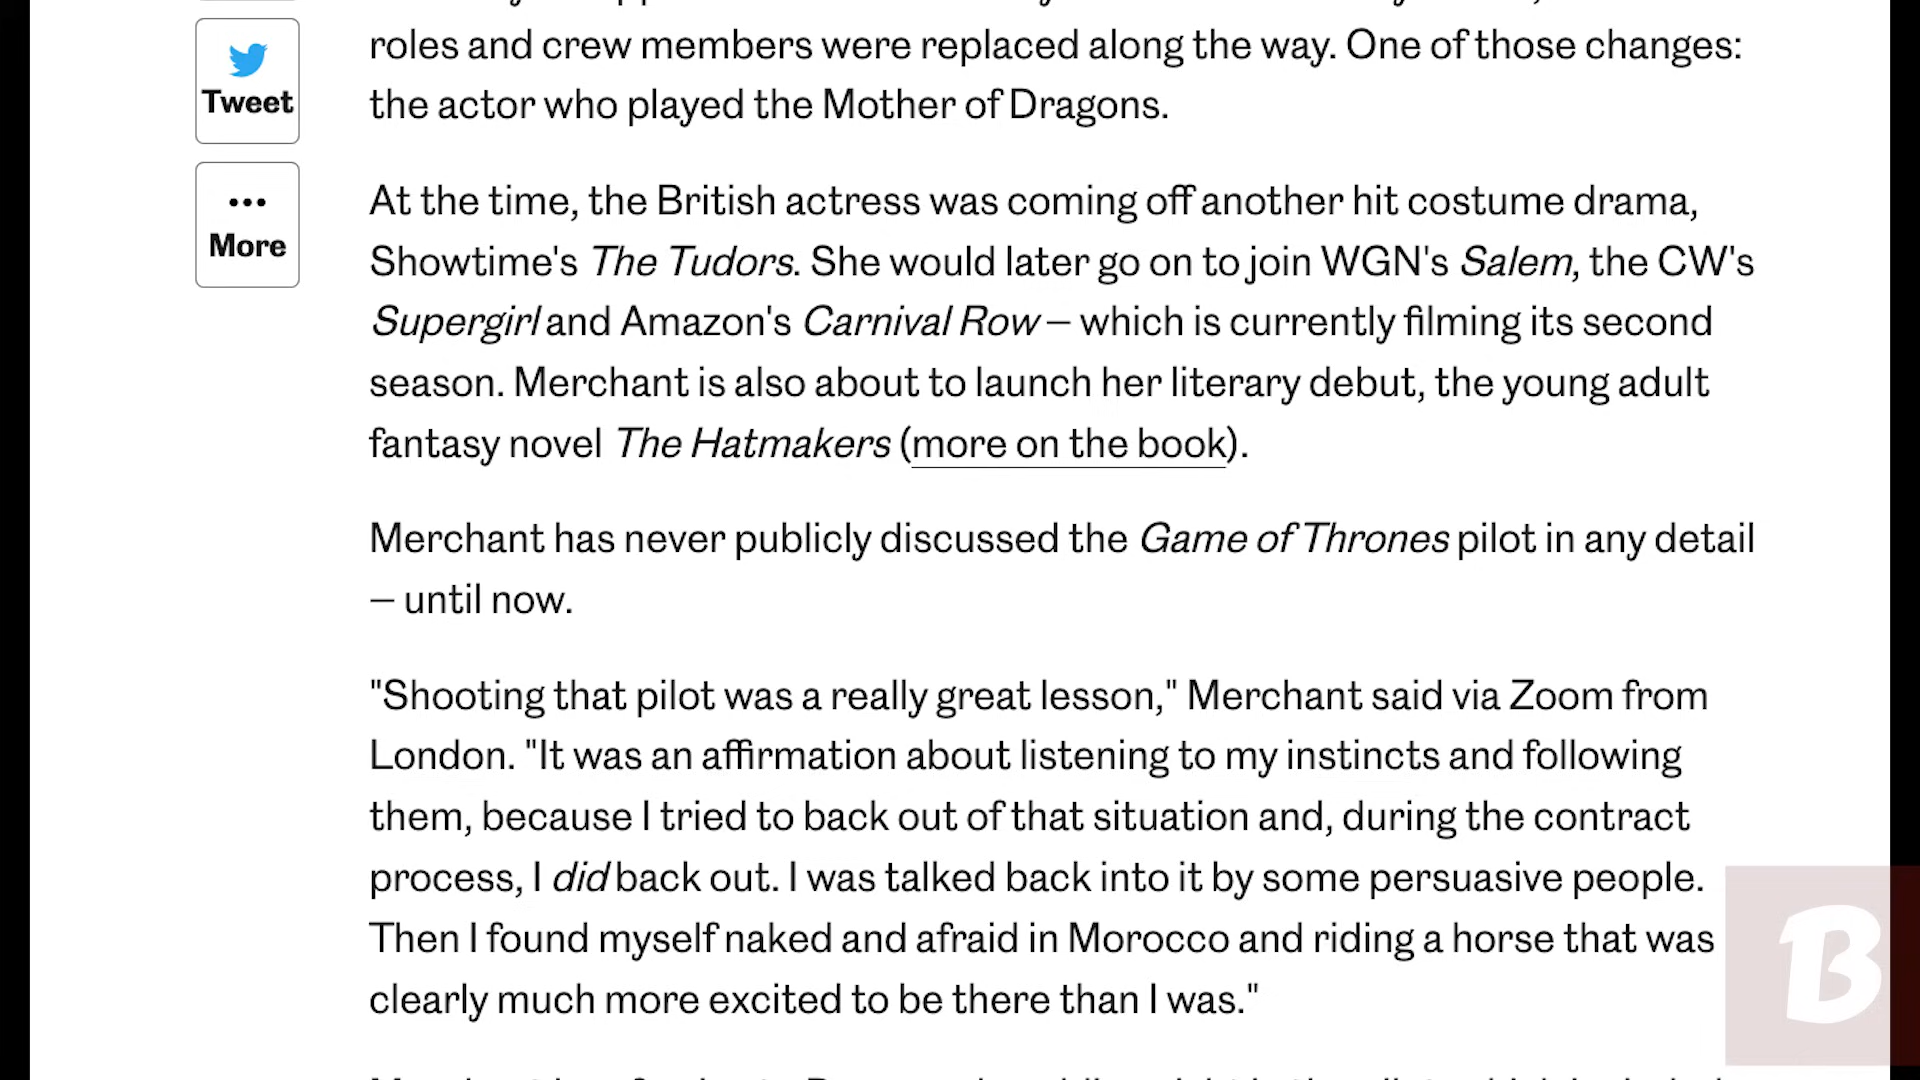 roles and crew members were replaced along the way. One of those changes:
the actor who played the Mother of Dragons.
Tweet
More
At the time, the British actress was coming off another hit costume drama,
Showtime's The Tudors. She would later go on to join WGN's Salem, the CW's
Supergirl and Amazon's Carnival Row – which is currently filming its second
season. Merchant is also about to launch her literary debut, the young adult
fantasy novel The Hatmakers (more on the book).
Merchant has never publicly discussed the Game of Thrones pilot in any detail
– until now.
"Shooting that pilot was a really great lesson," Merchant said via Zoom from
London. "It was an affirmation about listening to my instincts and following
them, because I tried to back out of that situation and, during the contract
process, I did back out. I was talked back into it by some persuasive people.
Then I found myself naked and afraid in Morocco and riding a horse that was
clearly much more excited to be there than I was."
B